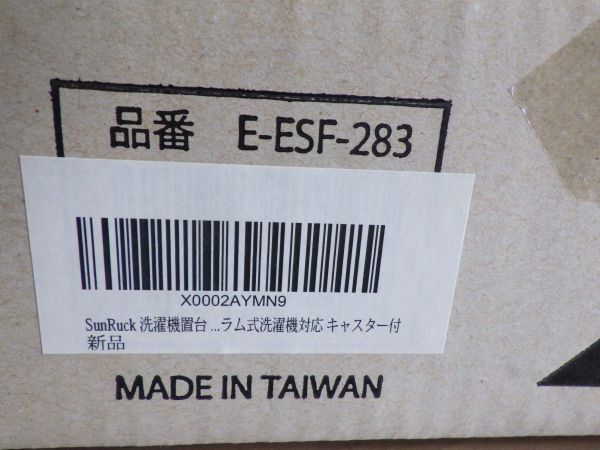 品番 E-ESF-283
X0002AYMN9
SunRuck 洗濯機置台 ...ラム式洗濯機対応 キャスター付
新品
MADE IN TAIWAN